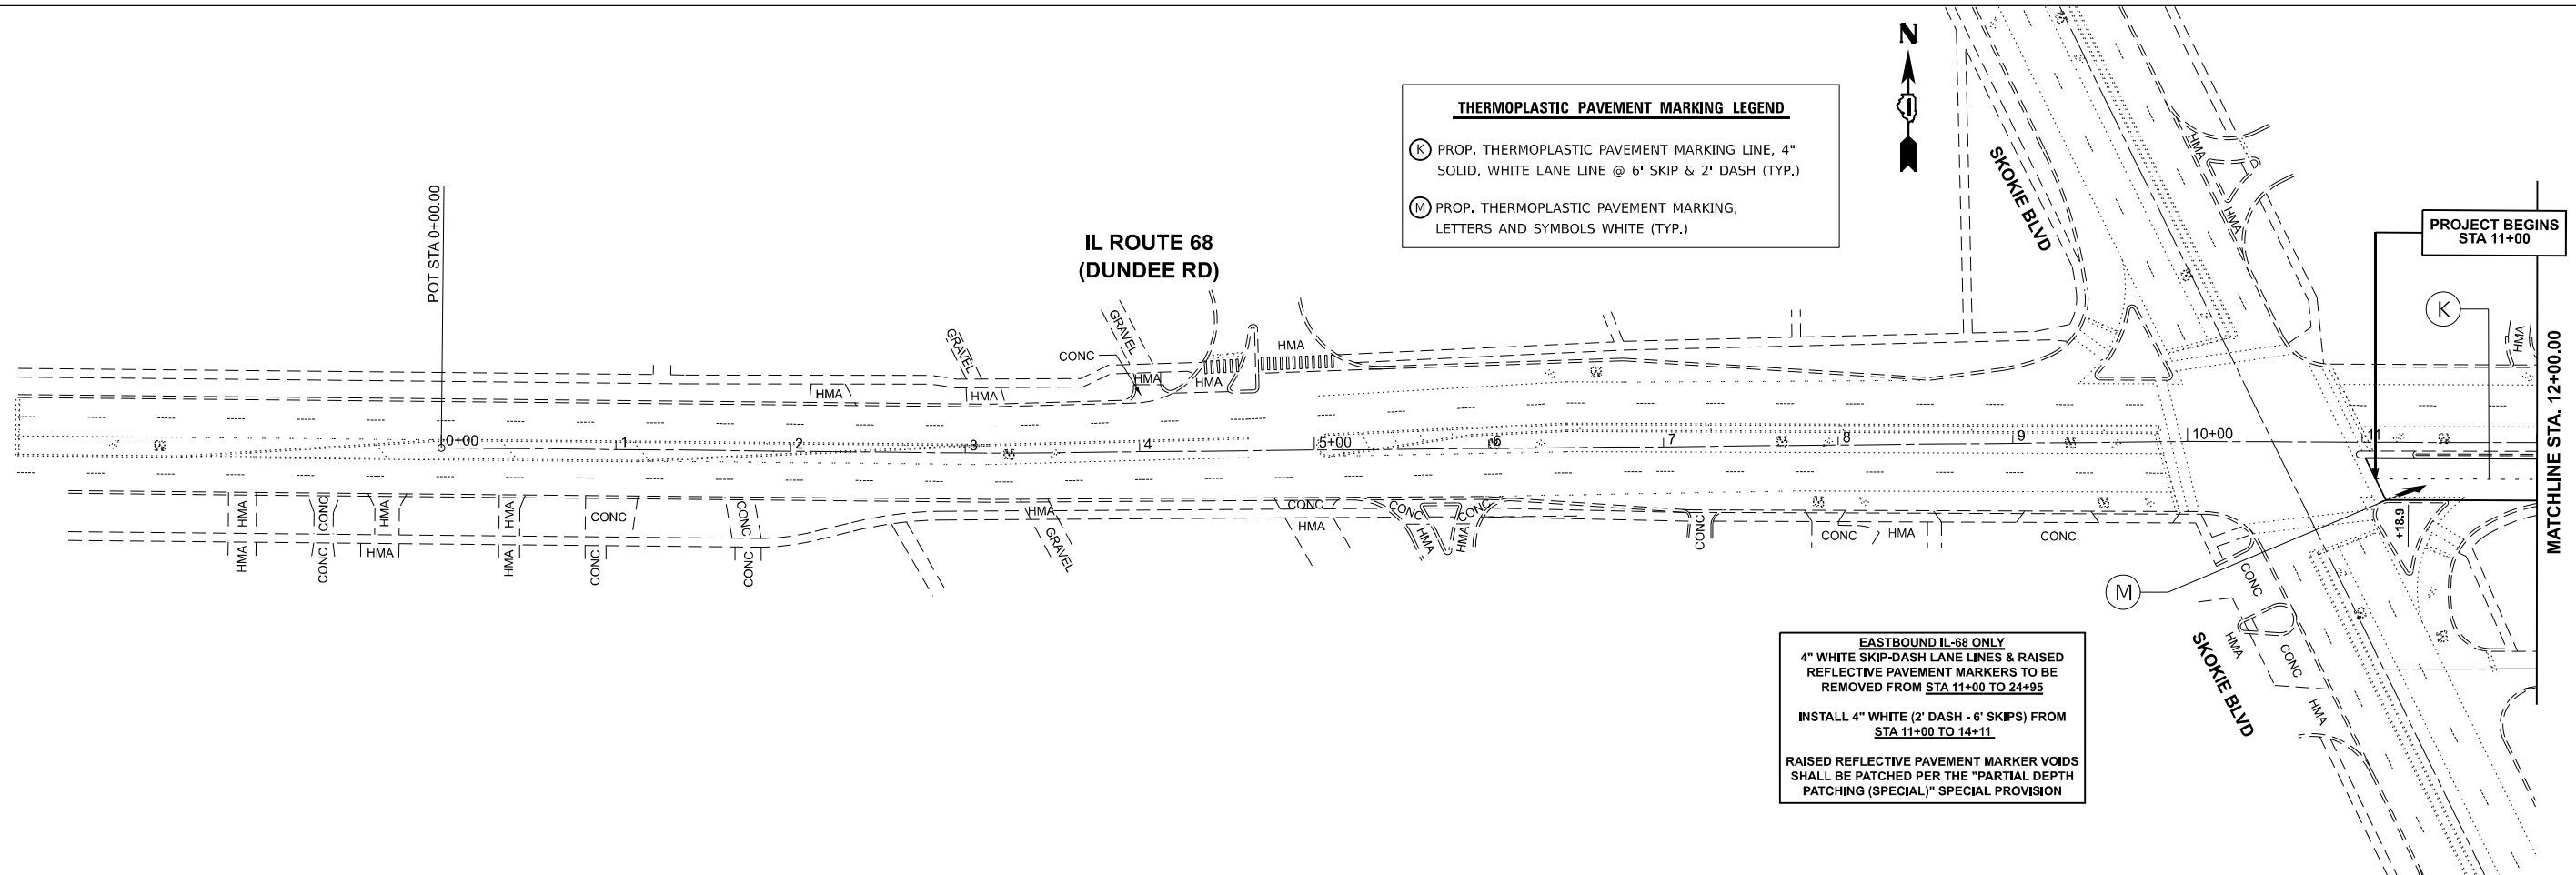 N
THERMOPLASTIC PAVEMENT MARKING LEGEND
K PROP. THERMOPLASTIC PAVEMENT MARKING LINE, 4"
SOLID, WHITE LANE LINE @ 6' SKIP & 2' DASH (TYP.)
M PROP. THERMOPLASTIC PAVEMENT MARKING,
LETTERS AND SYMBOLS WHITE (TYP.)
SKOKIE BLVD
HMA
HMA
PROJECT BEGINS
STA 11+00
K
HMA
MATCHLINE STA. 12+00.00
POT STA 0+00.00
IL ROUTE 68
(DUNDEE RD)
GRAVEL
GRAVEL
CONC
HMA
HMA
HMA
HMA
HMA
0+00
1
2
3
4
5+00
6
7
8
9
10+00
11
HMA
CONC
HMA
HMA
CONC
CONC
HMA
CONC
CONC
CONC
HMA
CONC
HMA
HMA
CONC
CONC
GRAVEL
HMA
HMA
HMA
CONC
CONC
HMA
CONC
+18.9
M
CONC
HMA
CONC
HMA
SKOKIE BLVD
EASTBOUND IL-68 ONLY
4" WHITE SKIP-DASH LANE LINES & RAISED
REFLECTIVE PAVEMENT MARKERS TO BE
REMOVED FROM STA 11+00 TO 24+95
INSTALL 4" WHITE (2' DASH - 6' SKIPS) FROM
STA 11+00 TO 14+11
RAISED REFLECTIVE PAVEMENT MARKER VOIDS
SHALL BE PATCHED PER THE "PARTIAL DEPTH
PATCHING (SPECIAL)" SPECIAL PROVISION